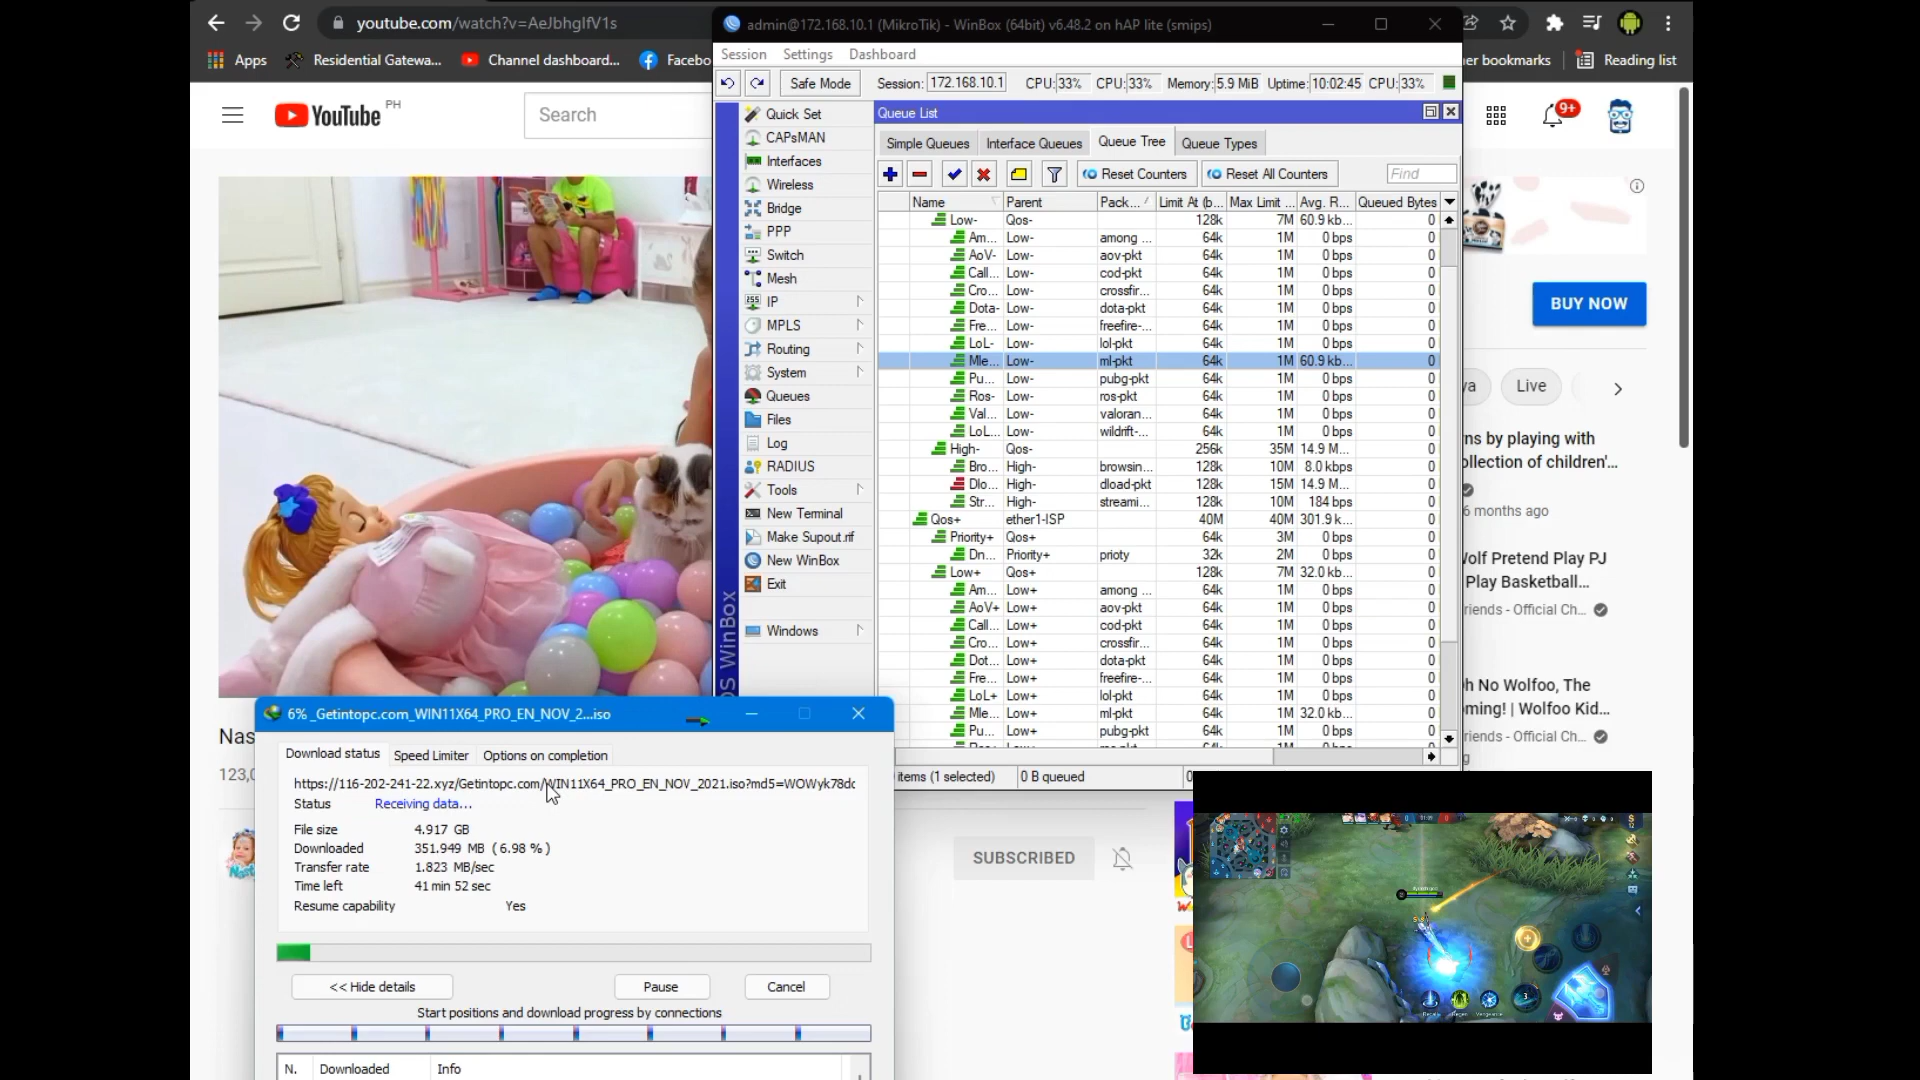 youtube.com/watch?v=AeJbhgIfV1s
admin@172.168.10.1 (MikroTik) - WinBox (64bit) v6.48.2 on hAP lite (smips)
Apps
Residential Gatewa...
Channel dashboard...
Facebo
er bookmarks
Reading list
Session Settings Dashboard
Safe Mode Session: 172.168.10.1 CPU: 33% CPU: 33% Memory: 5.9 MiB Uptime: 10:02:45 CPU: 33%
YouTube PH
Search
9+
Quick Set
CAPsMAN
Interfaces
Wireless
Bridge
PPP
Switch
Mesh
IP
MPLS
Routing
System
Queues
Files
Log
RADIUS
Tools
New Terminal
Make Supout.rif
New WinBox
Exit
Windows
OS WinBox
Queue List
Simple Queues Interface Queues Queue Tree Queue Types
Reset Counters Reset All Counters Find
Name Parent Pack... Limit At (b... Max Limit ... Avg. R... Queued Bytes
Low- Qos- 128k 7M 60.9 kb... 0
Am... Low- among ... 64k 1M 0 bps 0
AoV- Low- aov-pkt 64k 1M 0 bps 0
Call... Low- cod-pkt 64k 1M 0 bps 0
Cro... Low- crossfir... 64k 1M 0 bps 0
Dota- Low- dota-pkt 64k 1M 0 bps 0
Fre... Low- freefire-... 64k 1M 0 bps 0
LoL- Low- lol-pkt 64k 1M 0 bps 0
Mle... Low- ml-pkt 64k 1M 60.9 kb... 0
Pu... Low- pubg-pkt 64k 1M 0 bps 0
Ros- Low- ros-pkt 64k 1M 0 bps 0
Val... Low- valoran... 64k 1M 0 bps 0
LoL... Low- wildrift-... 64k 1M 0 bps 0
High- Qos- 256k 35M 14.9 M... 0
Bro... High- browsin... 128k 10M 8.0 kbps 0
Dlo... High- dload-pkt 128k 15M 14.9 M... 0
Str... High- streami... 128k 10M 184 bps 0
Qos+ ether1-ISP 40M 40M 301.9 k... 0
Priority+ Qos+ 64k 3M 0 bps 0
Dn... Priority+ prioty 32k 2M 0 bps 0
Low+ Qos+ 128k 7M 32.0 kb... 0
Am... Low+ among ... 64k 1M 0 bps 0
AoV+ Low+ aov-pkt 64k 1M 0 bps 0
Call... Low+ cod-pkt 64k 1M 0 bps 0
Cro... Low+ crossfir... 64k 1M 0 bps 0
Dot... Low+ dota-pkt 64k 1M 0 bps 0
Fre... Low+ freefire-... 64k 1M 0 bps 0
LoL+ Low+ lol-pkt 64k 1M 0 bps 0
Mle... Low+ ml-pkt 64k 1M 32.0 kb... 0
Pu... Low+ pubg-pkt 64k 1M 0 bps 0
items (1 selected) 0 B queued 0
BUY NOW
va
Live
ns by playing with
ollection of children'...
6 months ago
Wolf Pretend Play PJ
Play Basketball...
riends - Official Ch...
h No Wolfoo, The
ming! | Wolfoo Kid...
riends - Official Ch...
Nas
123,0
SUBSCRIBED
6% _Getintopc.com_WIN11X64_PRO_EN_NOV_2...iso
Download status Speed Limiter Options on completion
https://116-202-241-22.xyz/Getintopc.com/WIN11X64_PRO_EN_NOV_2021.iso?md5=WOWyk78dc
Status Receiving data...
File size 4.917 GB
Downloaded 351.949 MB ( 6.98 % )
Transfer rate 1.823 MB/sec
Time left 41 min 52 sec
Resume capability Yes
<< Hide details Pause Cancel
Start positions and download progress by connections
N. Downloaded Info